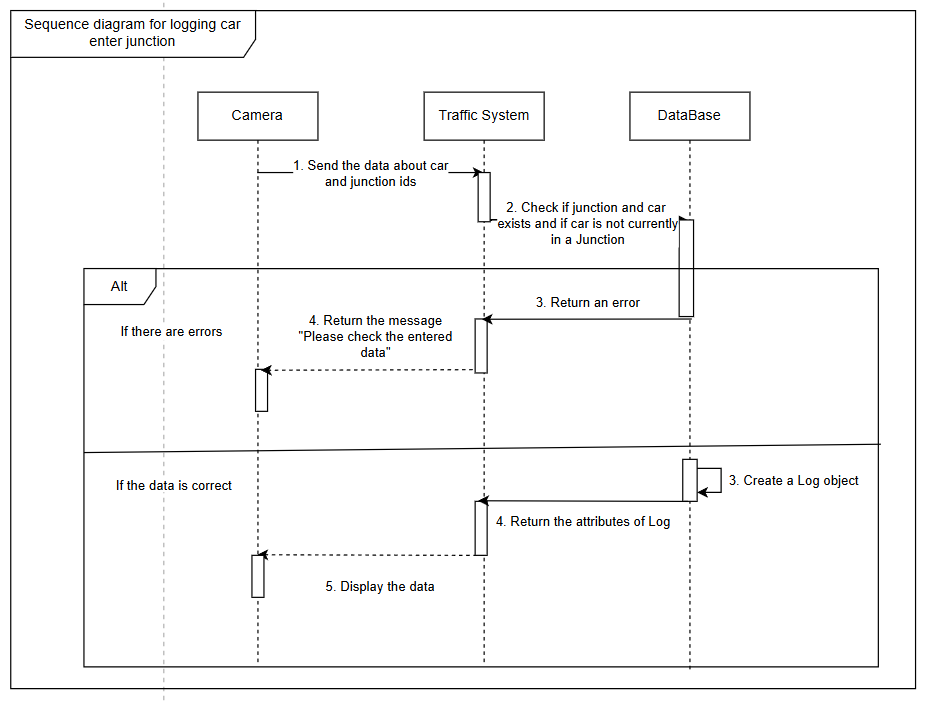 Sequence diagram for logging car
enter junction
Camera
Traffic System
DataBase
1. Send the data about car
and junction ids
2. Check if junction and car
exists and if car is not currently
in a Junction
Alt
3. Return an error
If there are errors
4. Return the message
"Please check the entered
data"
If the data is correct
3. Create a Log object
4. Return the attributes of Log
5. Display the data